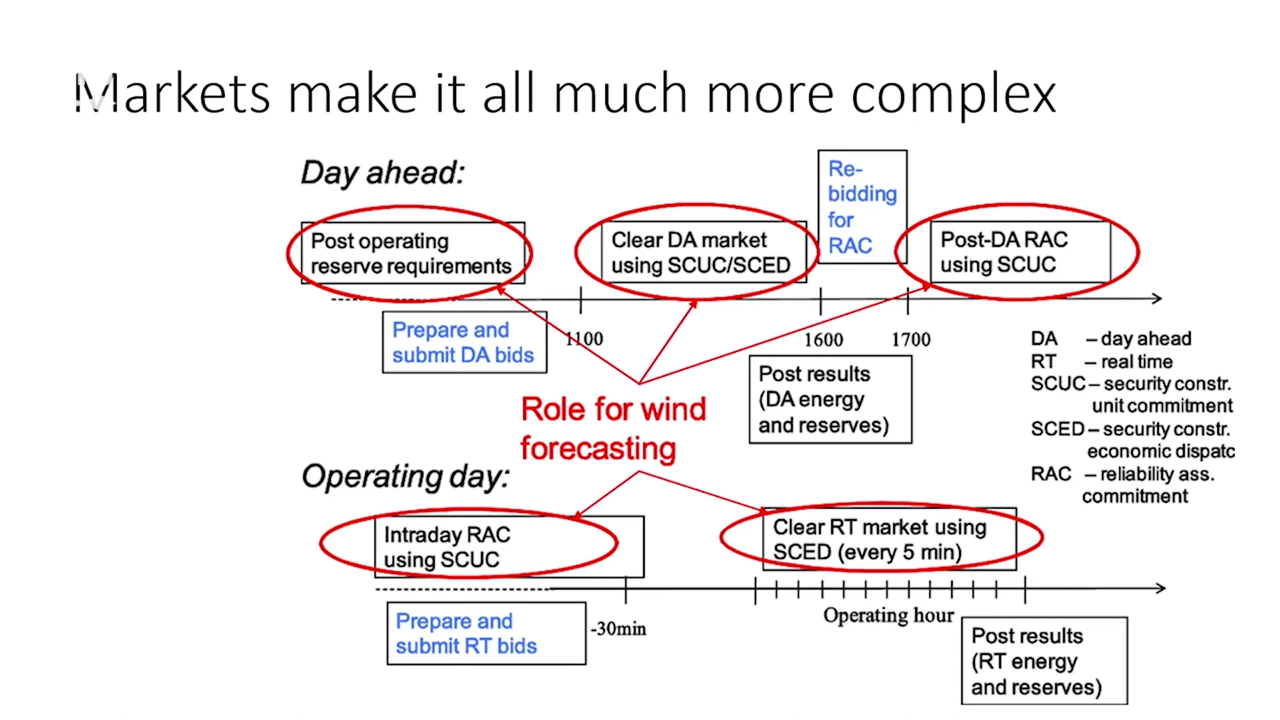 Markets make it all much more complex
Day ahead:
Re-
bidding
for
RAC
Post operating
reserve requirements
Clear DA market
using SCUC/SCED
Post-DA RAC
using SCUC
Prepare and
submit DA bids
1100
1600
1700
Post results
(DA energy
and reserves)
DA – day ahead
RT – real time
SCUC – security constr.
unit commitment
SCED – security constr.
economic dispatc
RAC – reliability ass.
commitment
Role for wind
forecasting
Operating day:
Intraday RAC
using SCUC
Clear RT market using
SCED (every 5 min)
Prepare and
submit RT bids
-30min
Operating hour
Post results
(RT energy
and reserves)